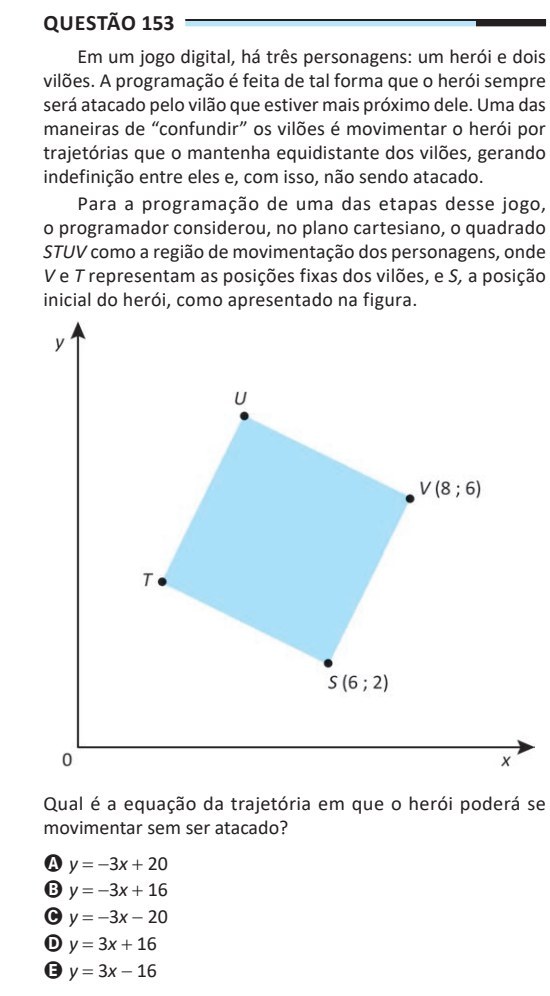 QUESTÃO 153
Em um jogo digital, há três personagens: um herói e dois
vilões. A programação é feita de tal forma que o herói sempre
será atacado pelo vilão que estiver mais próximo dele. Uma das
maneiras de “confundir” os vilões é movimentar o herói por
trajetórias que o mantenha equidistante dos vilões, gerando
indefinição entre eles e, com isso, não sendo atacado.
Para a programação de uma das etapas desse jogo,
o programador considerou, no plano cartesiano, o quadrado
STUV como a região de movimentação dos personagens, onde
V e T representam as posições fixas dos vilões, e S, a posição
inicial do herói, como apresentado na figura.
y
U
V (8 ; 6)
T
S (6 ; 2)
0
x
Qual é a equação da trajetória em que o herói poderá se
movimentar sem ser atacado?
A y = −3x + 20
B y = −3x + 16
C y = −3x − 20
D y = 3x + 16
E y = 3x − 16